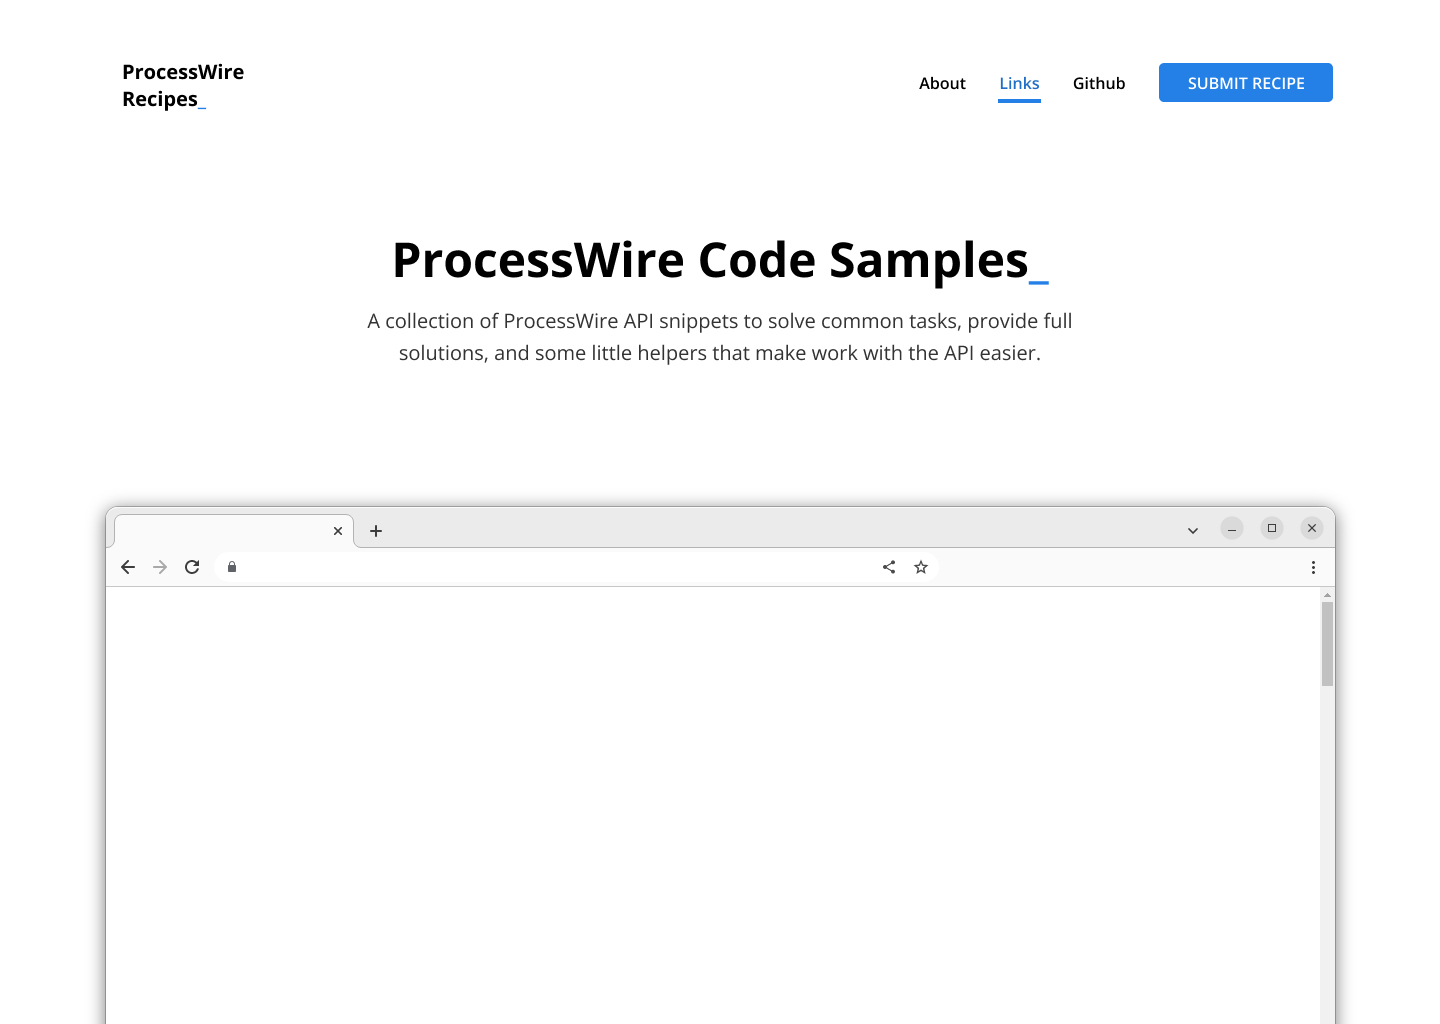 ProcessWire
Recipes_
About
Links
Github
SUBMIT RECIPE
ProcessWire Code Samples_
A collection of ProcessWire API snippets to solve common tasks, provide full
solutions, and some little helpers that make work with the API easier.